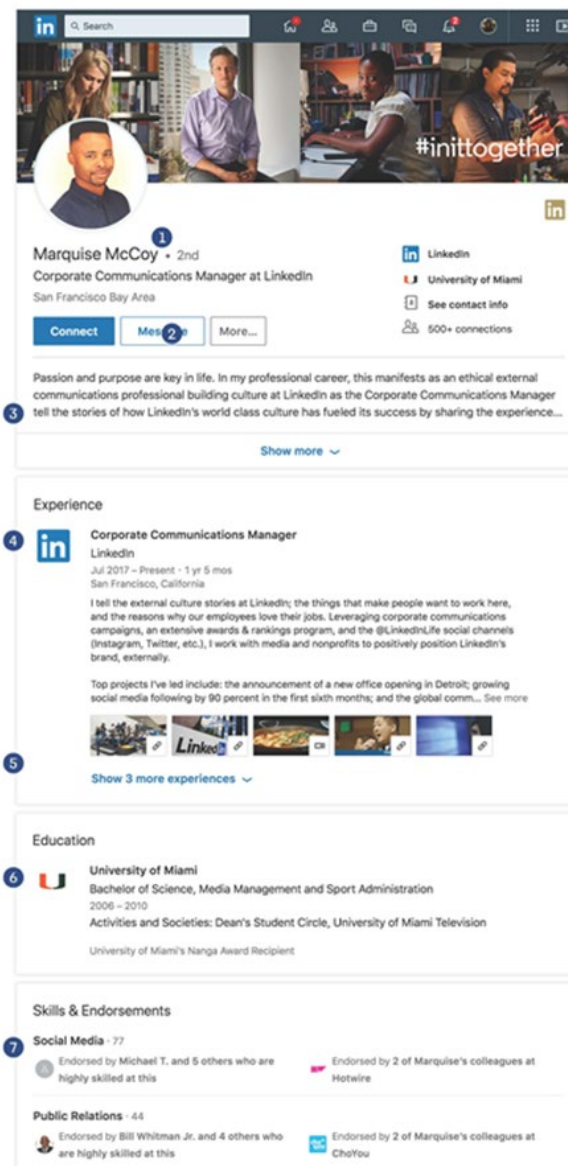 in Search
2
#inittogether
in
1
Marquise McCoy • 2nd
Corporate Communications Manager at LinkedIn
San Francisco Bay Area
in LinkedIn
University of Miami
See contact info
500+ connections
Connect Mes 2 e More...
Passion and purpose are key in life. In my professional career, this manifests as an ethical external
communications professional building culture at LinkedIn as the Corporate Communications Manager
3 tell the stories of how LinkedIn's world class culture has fueled its success by sharing the experience...
Show more
Experience
4 in Corporate Communications Manager
LinkedIn
Jul 2017 – Present · 1 yr 5 mos
San Francisco, California
I tell the external culture stories at LinkedIn; the things that make people want to work here,
and the reasons why our employees love their jobs. Leveraging corporate communications
campaigns, an extensive awards & rankings program, and the @LinkedInLife social channels
(Instagram, Twitter, etc.), I work with media and nonprofits to positively position LinkedIn's
brand, externally.
Top projects I've led include: the announcement of a new office opening in Detroit; growing
social media following by 90 percent in the first sixth months; and the global comm... See more
Linked
5
Show 3 more experiences
Education
6 University of Miami
Bachelor of Science, Media Management and Sport Administration
2006 – 2010
Activities and Societies: Dean's Student Circle, University of Miami Television
University of Miami's Nanga Award Recipient
Skills & Endorsements
7 Social Media · 77
Endorsed by Michael T. and 5 others who are
highly skilled at this
Endorsed by 2 of Marquise's colleagues at
Hotwire
Public Relations · 44
Endorsed by Bill Whitman Jr. and 4 others who
are highly skilled at this
Endorsed by 2 of Marquise's colleagues at
ChoYou